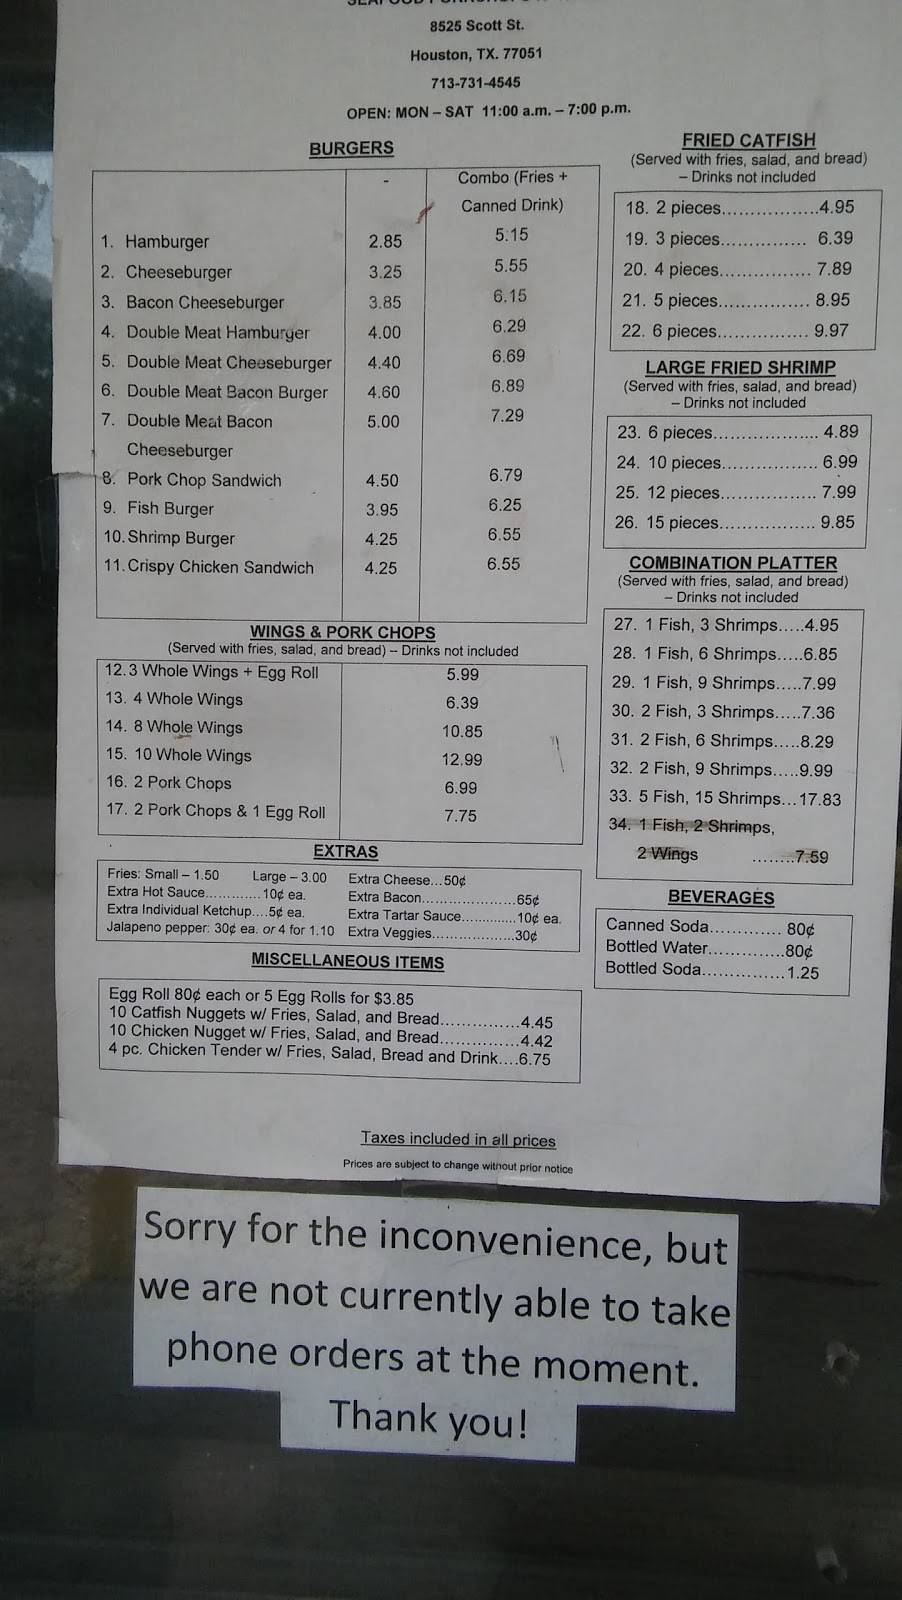 8525 Scott St.
Houston, TX. 77051
713-731-4545
OPEN: MON – SAT 11:00 a.m. – 7:00 p.m.
BURGERS
- Combo (Fries + Canned Drink)
1. Hamburger 2.85 5.15
2. Cheeseburger 3.25 5.55
3. Bacon Cheeseburger 3.85 6.15
4. Double Meat Hamburger 4.00 6.29
5. Double Meat Cheeseburger 4.40 6.69
6. Double Meat Bacon Burger 4.60 6.89
7. Double Meat Bacon 5.00 7.29
Cheeseburger
8. Pork Chop Sandwich 4.50 6.79
9. Fish Burger 3.95 6.25
10. Shrimp Burger 4.25 6.55
11. Crispy Chicken Sandwich 4.25 6.55
WINGS & PORK CHOPS
(Served with fries, salad, and bread) – Drinks not included
12. 3 Whole Wings + Egg Roll 5.99
13. 4 Whole Wings 6.39
14. 8 Whole Wings 10.85
15. 10 Whole Wings 12.99
16. 2 Pork Chops 6.99
17. 2 Pork Chops & 1 Egg Roll 7.75
EXTRAS
Fries: Small – 1.50 Large – 3.00 Extra Cheese...50¢
Extra Hot Sauce............10¢ ea. Extra Bacon....................65¢
Extra Individual Ketchup....5¢ ea. Extra Tartar Sauce.............10¢ ea.
Jalapeno pepper: 30¢ ea. or 4 for 1.10 Extra Veggies...................30¢
MISCELLANEOUS ITEMS
Egg Roll 80¢ each or 5 Egg Rolls for $3.85
10 Catfish Nuggets w/ Fries, Salad, and Bread...............4.45
10 Chicken Nugget w/ Fries, Salad, and Bread...............4.42
4 pc. Chicken Tender w/ Fries, Salad, Bread and Drink....6.75
FRIED CATFISH
(Served with fries, salad, and bread)
– Drinks not included
18. 2 pieces.................4.95
19. 3 pieces............... 6.39
20. 4 pieces................ 7.89
21. 5 pieces................ 8.95
22. 6 pieces................ 9.97
LARGE FRIED SHRIMP
(Served with fries, salad, and bread)
– Drinks not included
23. 6 pieces................... 4.89
24. 10 pieces................. 6.99
25. 12 pieces................. 7.99
26. 15 pieces................. 9.85
COMBINATION PLATTER
(Served with fries, salad, and bread)
– Drinks not included
27. 1 Fish, 3 Shrimps.....4.95
28. 1 Fish, 6 Shrimps.....6.85
29. 1 Fish, 9 Shrimps.....7.99
30. 2 Fish, 3 Shrimps.....7.36
31. 2 Fish, 6 Shrimps.....8.29
32. 2 Fish, 9 Shrimps.....9.99
33. 5 Fish, 15 Shrimps...17.83
34. 1 Fish, 2 Shrimps,
2 Wings ........7.59
BEVERAGES
Canned Soda............. 80¢
Bottled Water..............80¢
Bottled Soda...............1.25
Taxes included in all prices
Prices are subject to change without prior notice
Sorry for the inconvenience, but
we are not currently able to take
phone orders at the moment.
Thank you!